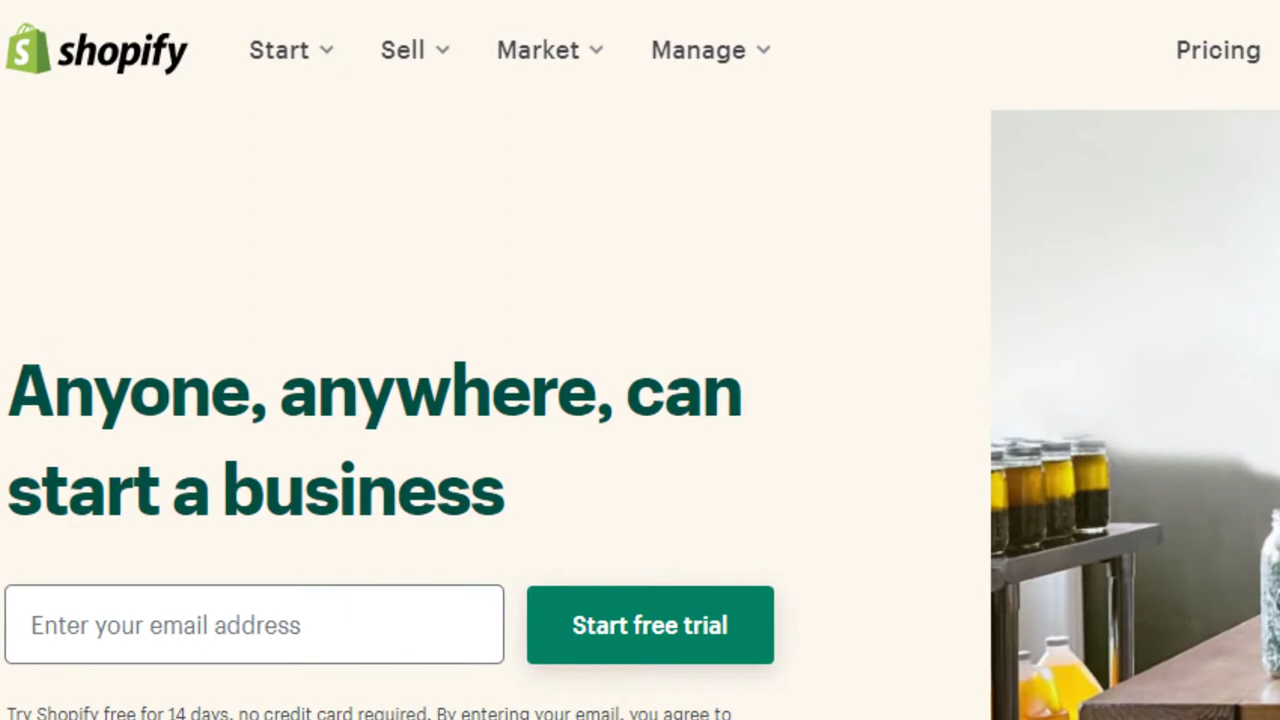 shopify Start Sell Market Manage Pricing
Anyone, anywhere, can
start a business
Enter your email address Start free trial
Try Shopify free for 14 days, no credit card required. By entering your email, you agree to